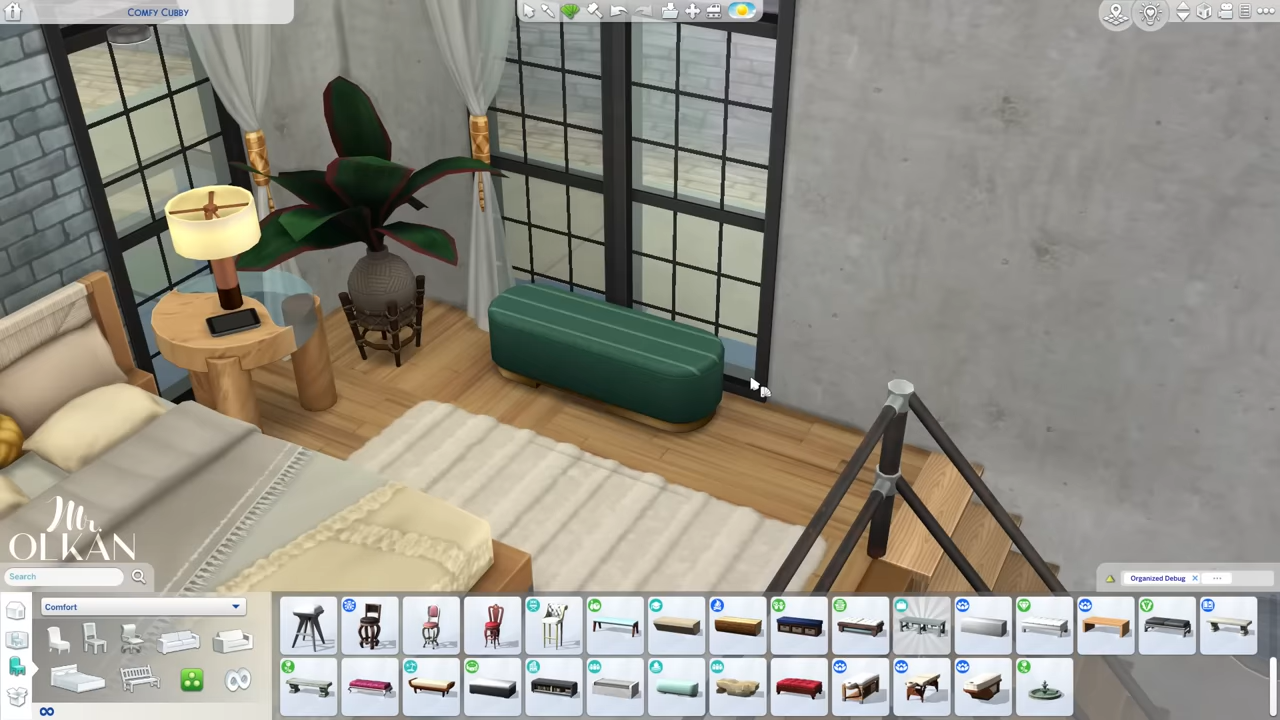 COMFY CUBBY
Mr.
OLKAN
Search
Organized Debug
Comfort